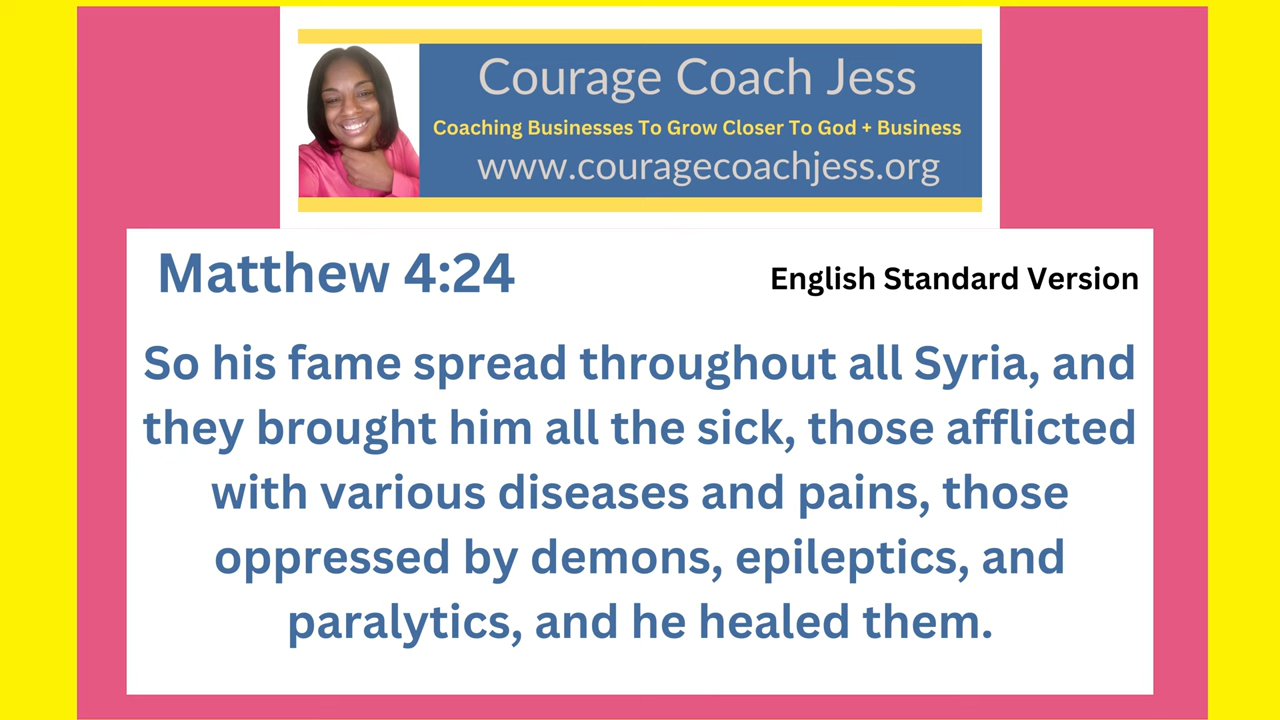 Courage Coach Jess
Coaching Businesses To Grow Closer To God + Business
www.couragecoachjess.org
Matthew 4:24
English Standard Version
So his fame spread throughout all Syria, and
they brought him all the sick, those afflicted
with various diseases and pains, those
oppressed by demons, epileptics, and
paralytics, and he healed them.